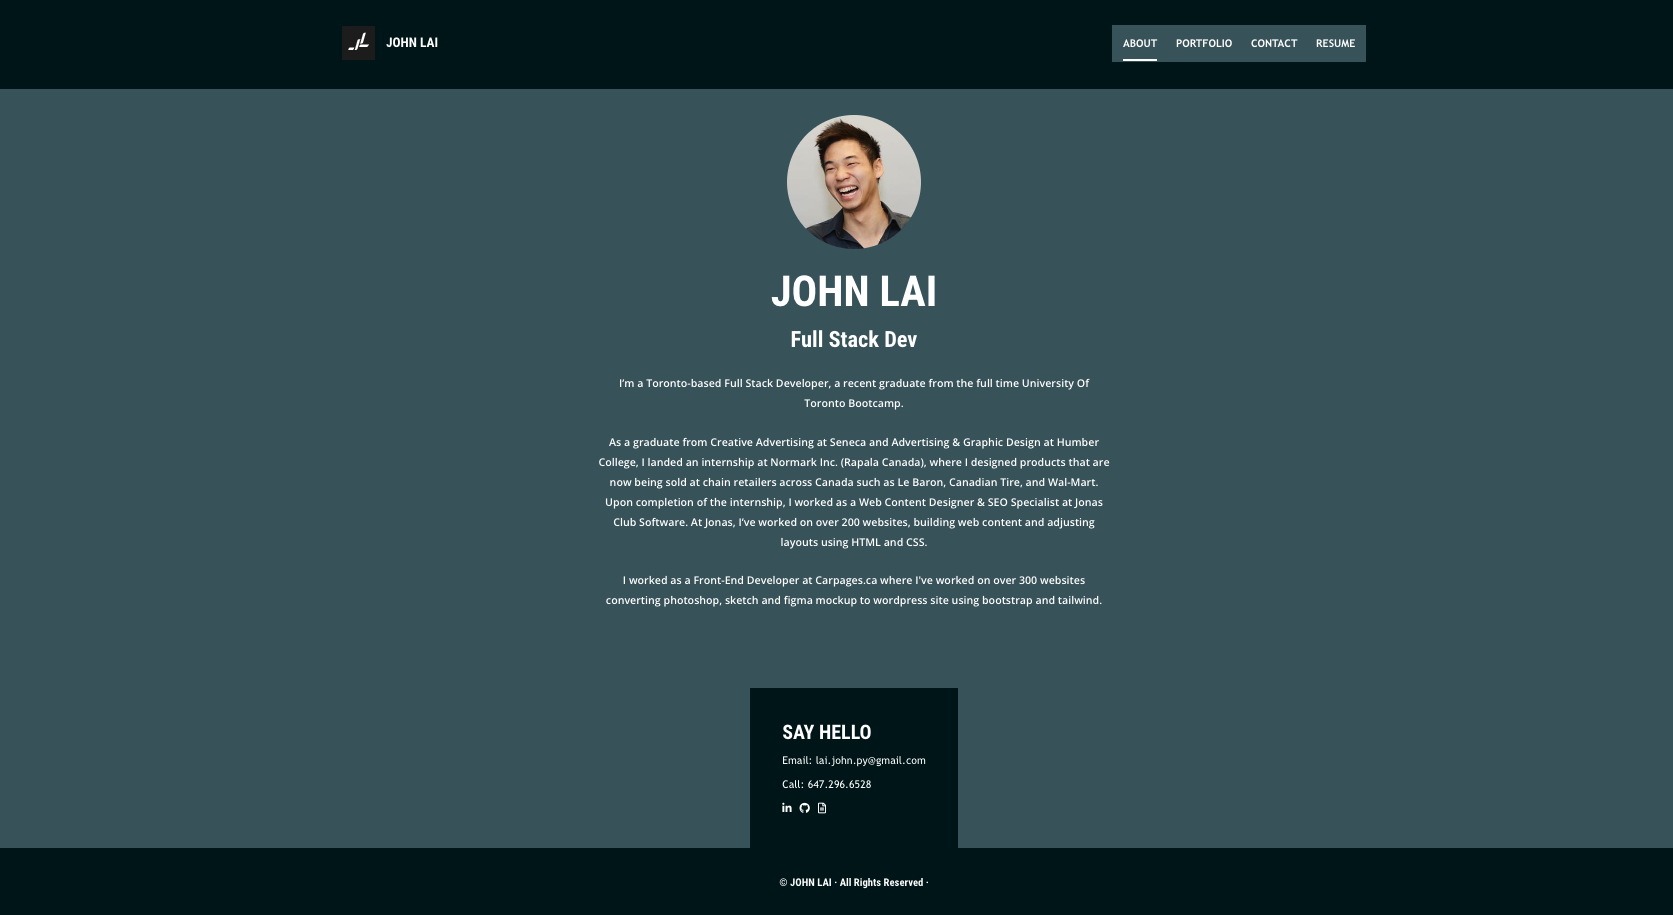 JL
JOHN LAI
ABOUT PORTFOLIO CONTACT RESUME
JOHN LAI
Full Stack Dev
I'm a Toronto-based Full Stack Developer, a recent graduate from the full time University Of
Toronto Bootcamp.
As a graduate from Creative Advertising at Seneca and Advertising & Graphic Design at Humber
College, I landed an internship at Normark Inc. (Rapala Canada), where I designed products that are
now being sold at chain retailers across Canada such as Le Baron, Canadian Tire, and Wal-Mart.
Upon completion of the internship, I worked as a Web Content Designer & SEO Specialist at Jonas
Club Software. At Jonas, I've worked on over 200 websites, building web content and adjusting
layouts using HTML and CSS.
I worked as a Front-End Developer at Carpages.ca where I've worked on over 300 websites
converting photoshop, sketch and figma mockup to wordpress site using bootstrap and tailwind.
SAY HELLO
Email: lai.john.py@gmail.com
Call: 647.296.6528
in
© JOHN LAI · All Rights Reserved ·